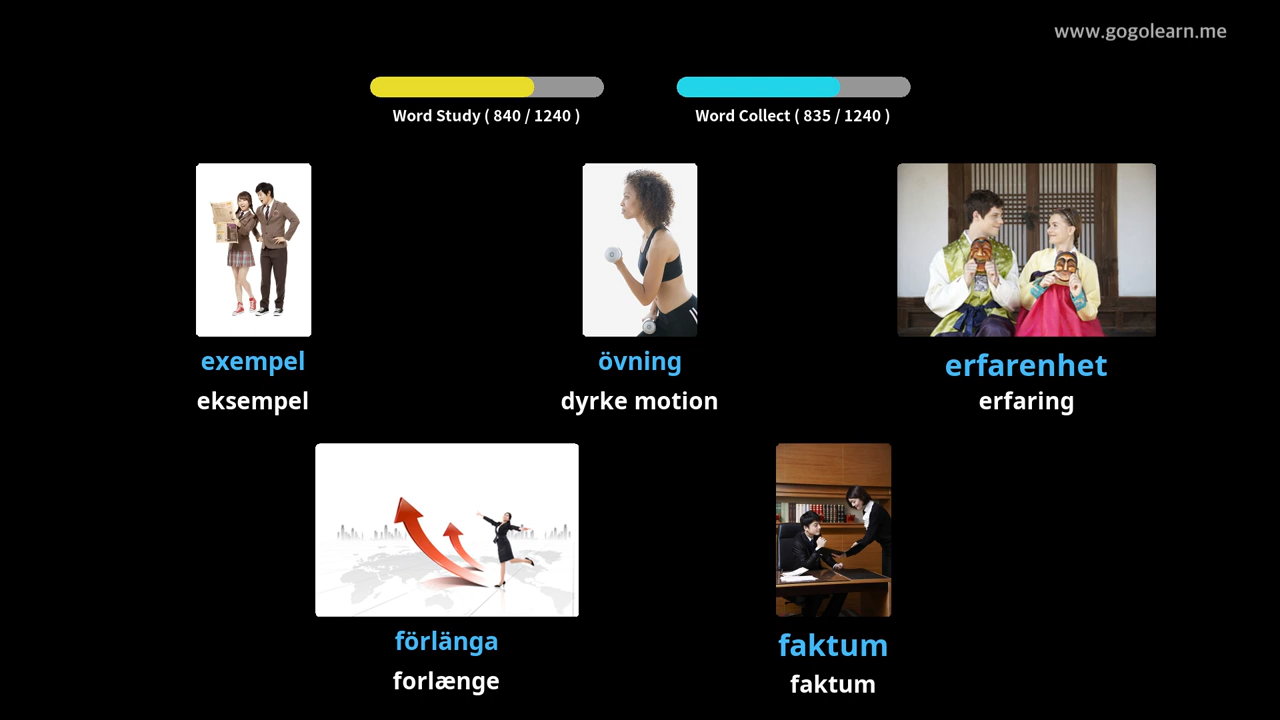 www.gogolearn.me
Word Study ( 840 / 1240 )
Word Collect ( 835 / 1240 )
exempel
eksempel
övning
dyrke motion
erfarenhet
erfaring
förlänga
forlænge
faktum
faktum